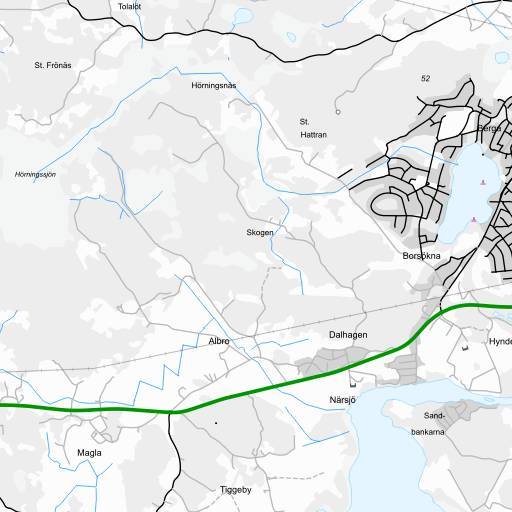 Tolalöt
St. Frönäs
52
Hörningsnäs
St.
Hattran
Berga
Hörningssjön
Skogen
Borsökna
Albro
Dalhagen
Hynde
Närsjö
Sand-
bankarna
Magla
Tiggeby